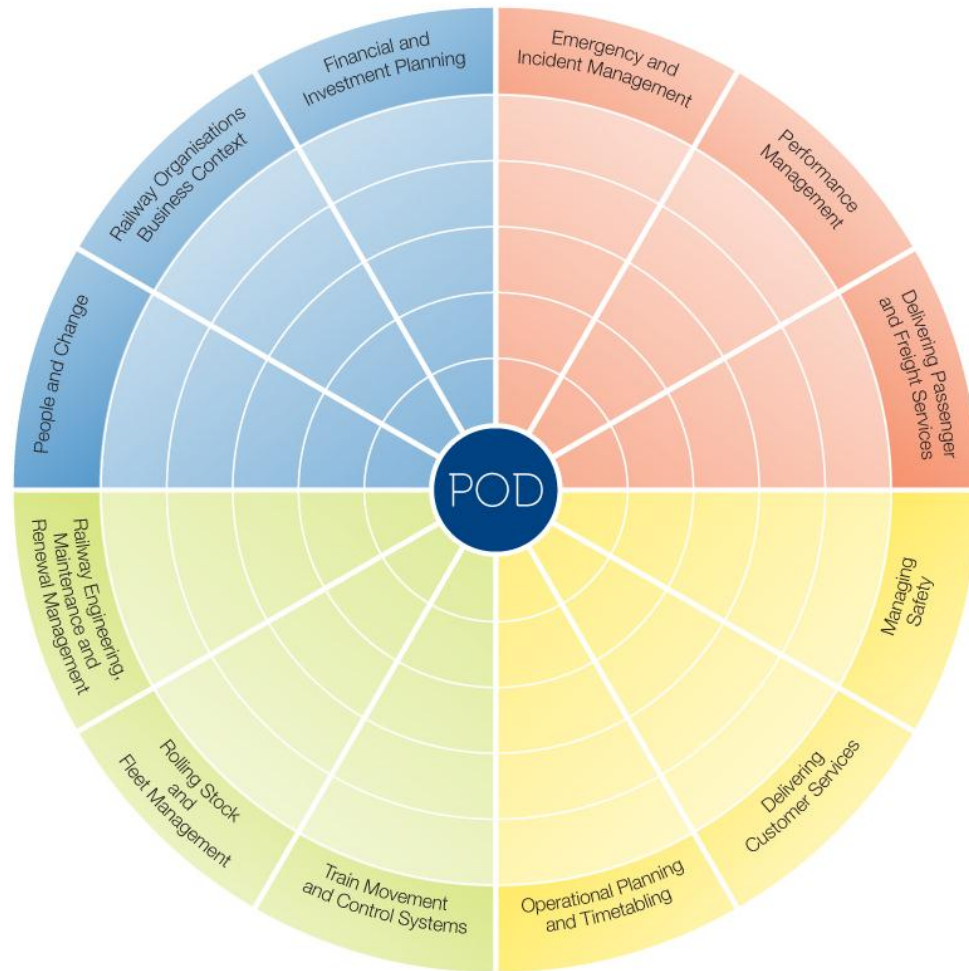 Financial and
Investment Planning
Emergency and
Incident Management
Railway Organisations
Business Context
Performance
Management
People and Change
Delivering Passenger
and Freight Services
POD
Railway Engineering,
Maintenance and
Renewal Management
Managing
Safety
Rolling Stock
and
Fleet Management
Delivering
Customer Services
Train Movement
and Control Systems
Operational Planning
and Timetabling